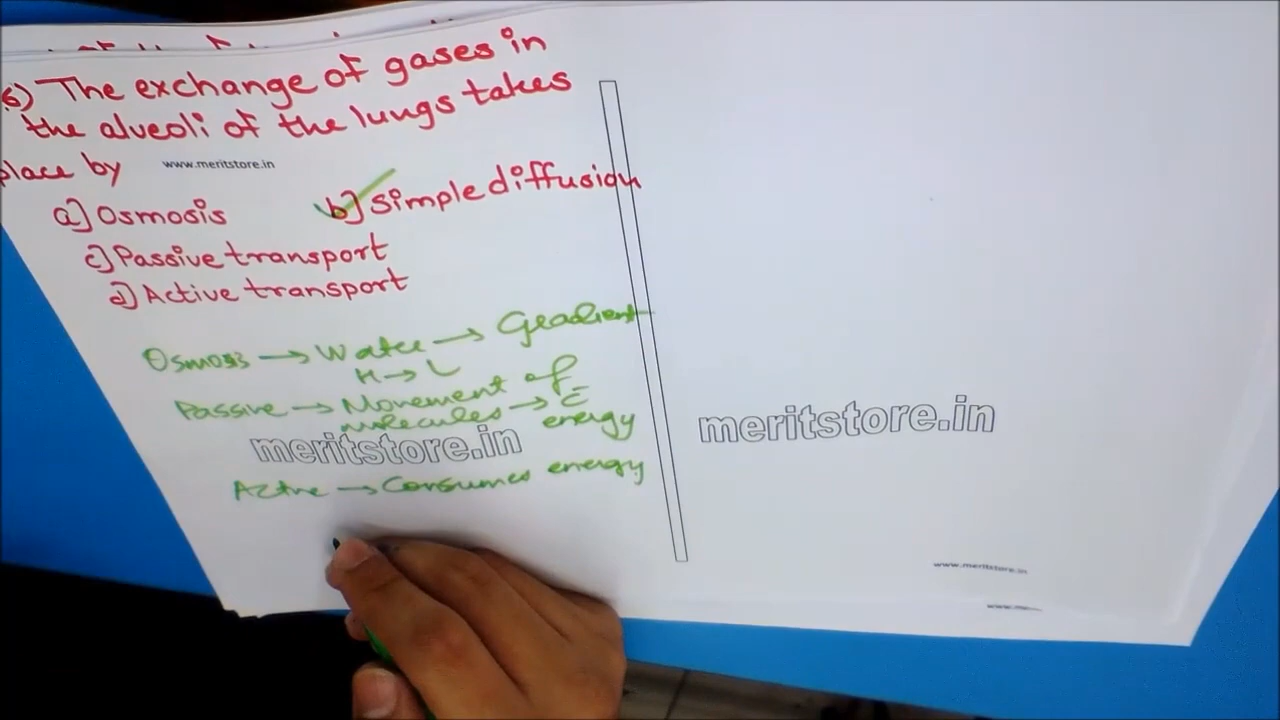 6) The exchange of gases in
the alveoli of the lungs takes
place by www.meritstore.in
a] Osmosis b] Simple diffusion
c] Passive transport
d] Active transport
Osmosis → Water → Gradient
H → L
Passive → Movement of
molecules → c̄
energy
meritstore.in meritstore.in
Active → Consumes energy
www.meritstore.in